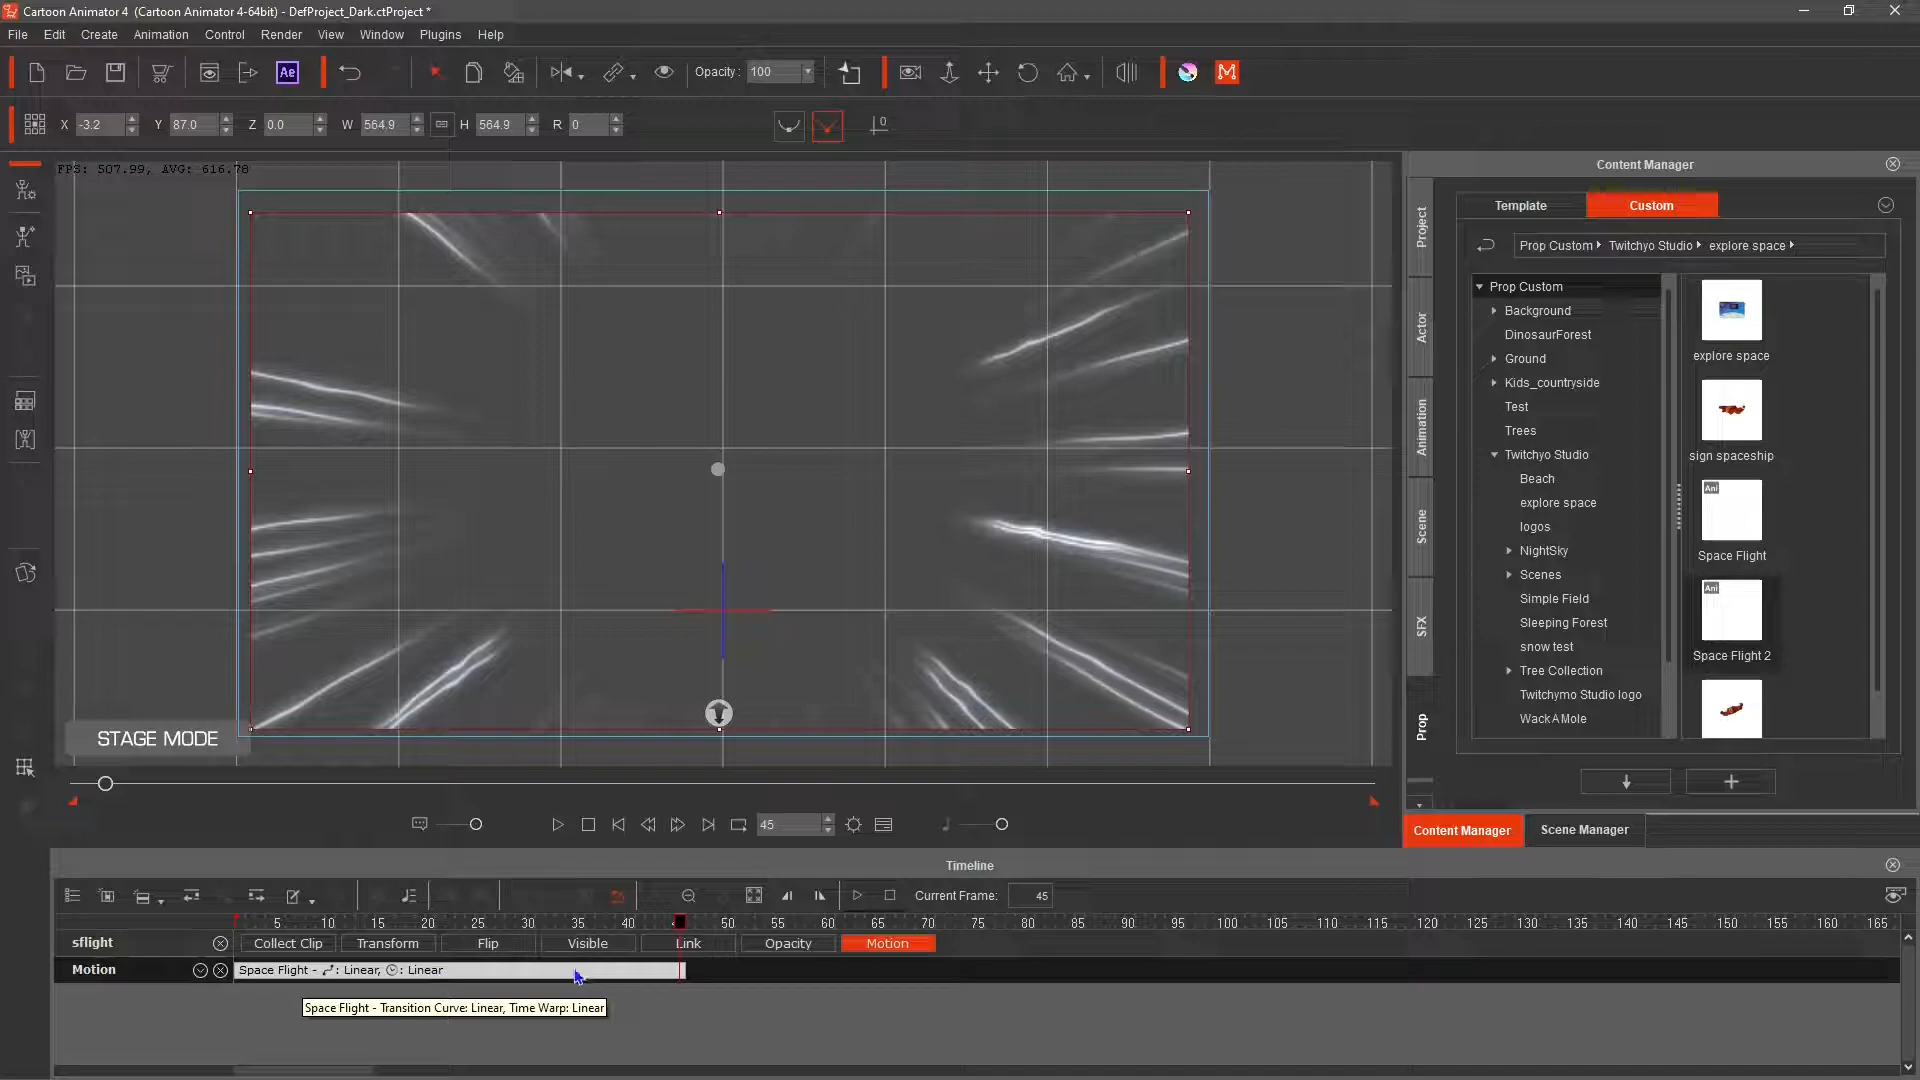 Cartoon Animator 4 (Cartoon Animator 4-64bit) - DefProject_Dark.ctProject *
File Edit Create Animation Control Render View Window Plugins Help
Ae
Opacity : 100
X -3.2 Y 87.0 Z 0.0 W 564.9 H 564.9 R 0
0
FPS: 507.99, AVG: 616.78
STAGE MODE
45
Content Manager
Template Custom
Prop Custom Twitchyo Studio explore space
Project
Actor
Animation
Scene
SFX
Prop
Prop Custom
Background
DinosaurForest
Ground
Kids_countryside
Test
Trees
Twitchyo Studio
Beach
explore space
logos
NightSky
Scenes
Simple Field
Sleeping Forest
snow test
Tree Collection
Twitchymo Studio logo
WackAMole
explore space
sign spaceship
Ani
Space Flight
Ani
Space Flight 2
Content Manager Scene Manager
Timeline
Current Frame: 45
5 10 15 20 25 30 35 40 50 55 60 65 70 75 80 85 90 95 100 105 110 115 120 125 130 135 140 145 150 155 160 165
sflight Collect Clip Transform Flip Visible Link Opacity Motion
Motion Space Flight - : Linear, : Linear
Space Flight - Transition Curve: Linear, Time Warp: Linear